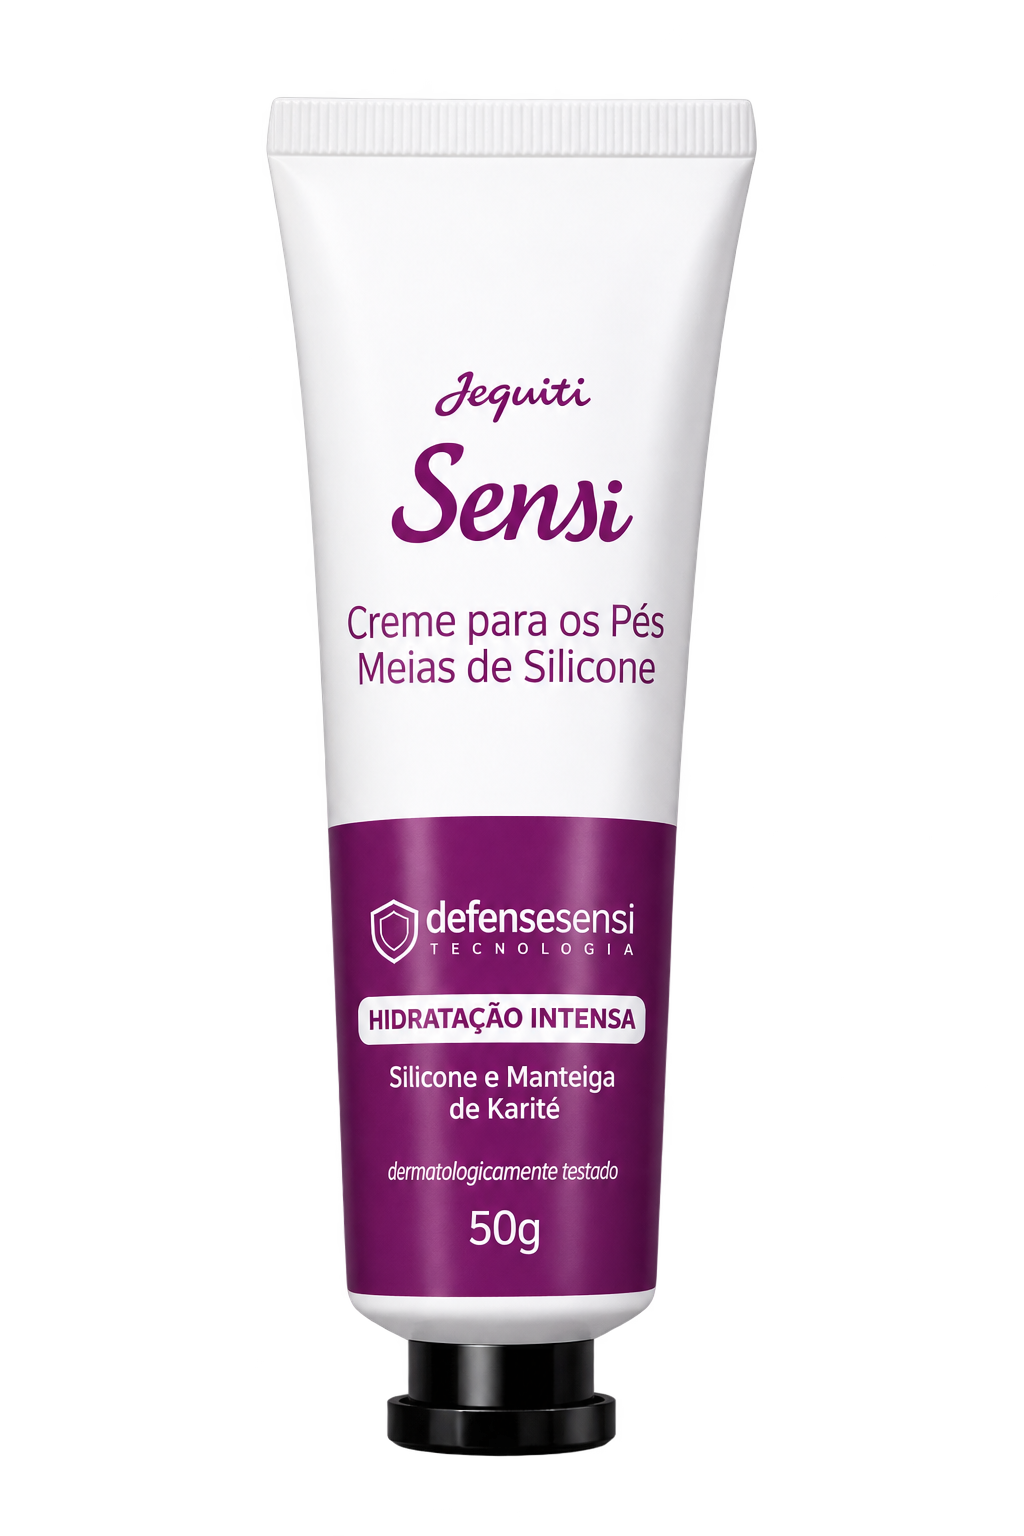 Jequiti
Sensi
Creme para os Pés
Meias de Silicone
defensesensi
TECNOLOGIA
HIDRATAÇÃO INTENSA
Silicone e Manteiga
de Karité
dermatologicamente testado
50g